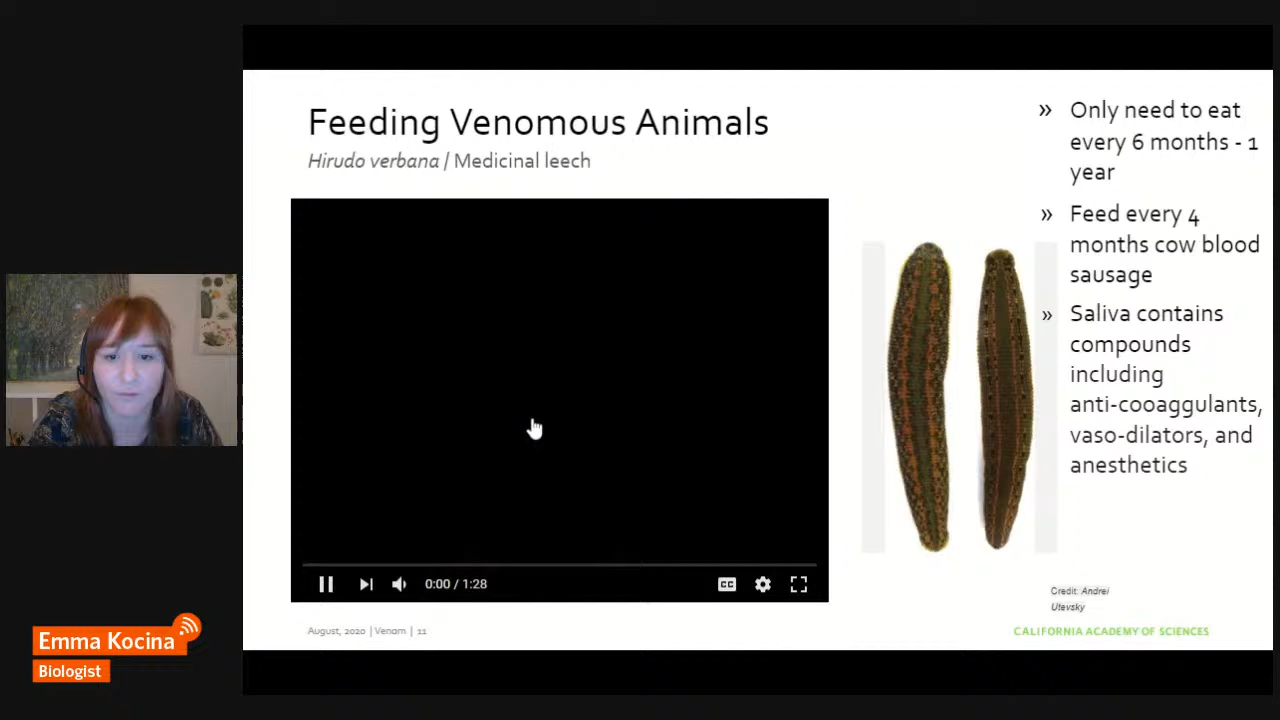 Feeding Venomous Animals
Hirudo verbana / Medicinal leech
» Only need to eat
every 6 months - 1
year
» Feed every 4
months cow blood
sausage
» Saliva contains
compounds
including
anti-cooaggulants,
vaso-dilators, and
anesthetics
0:00 / 1:28
CC
Credit: Andrei
Utevsky
August, 2020 | Venom | 11
CALIFORNIA ACADEMY OF SCIENCES
Emma Kocina
Biologist